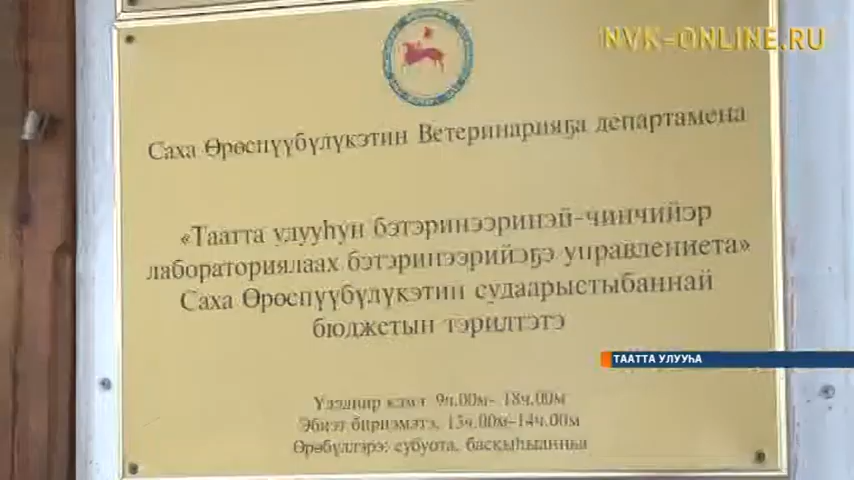 NVK-ONLINE.RU
Саха Өрөспүүбүлүкэтин Ветеринарияҕа департамена
«Таатта улууһун бэтэринээринэй-чинчийэр
лабораториялаах бэтэринээрийэҕэ управлениета»
Саха Өрөспүүбүлүкэтин судаарыстыбаннай
бюджетын тэрилтэтэ
ТААТТА УЛУУҺА
Үлэлиир кэмэ 9ч.00м- 18ч.00м
Эбиэт бириэмэтэ, 13ч.00м-14ч.00м
Өрөбүллэрэ: субуота, баскыһыанньа